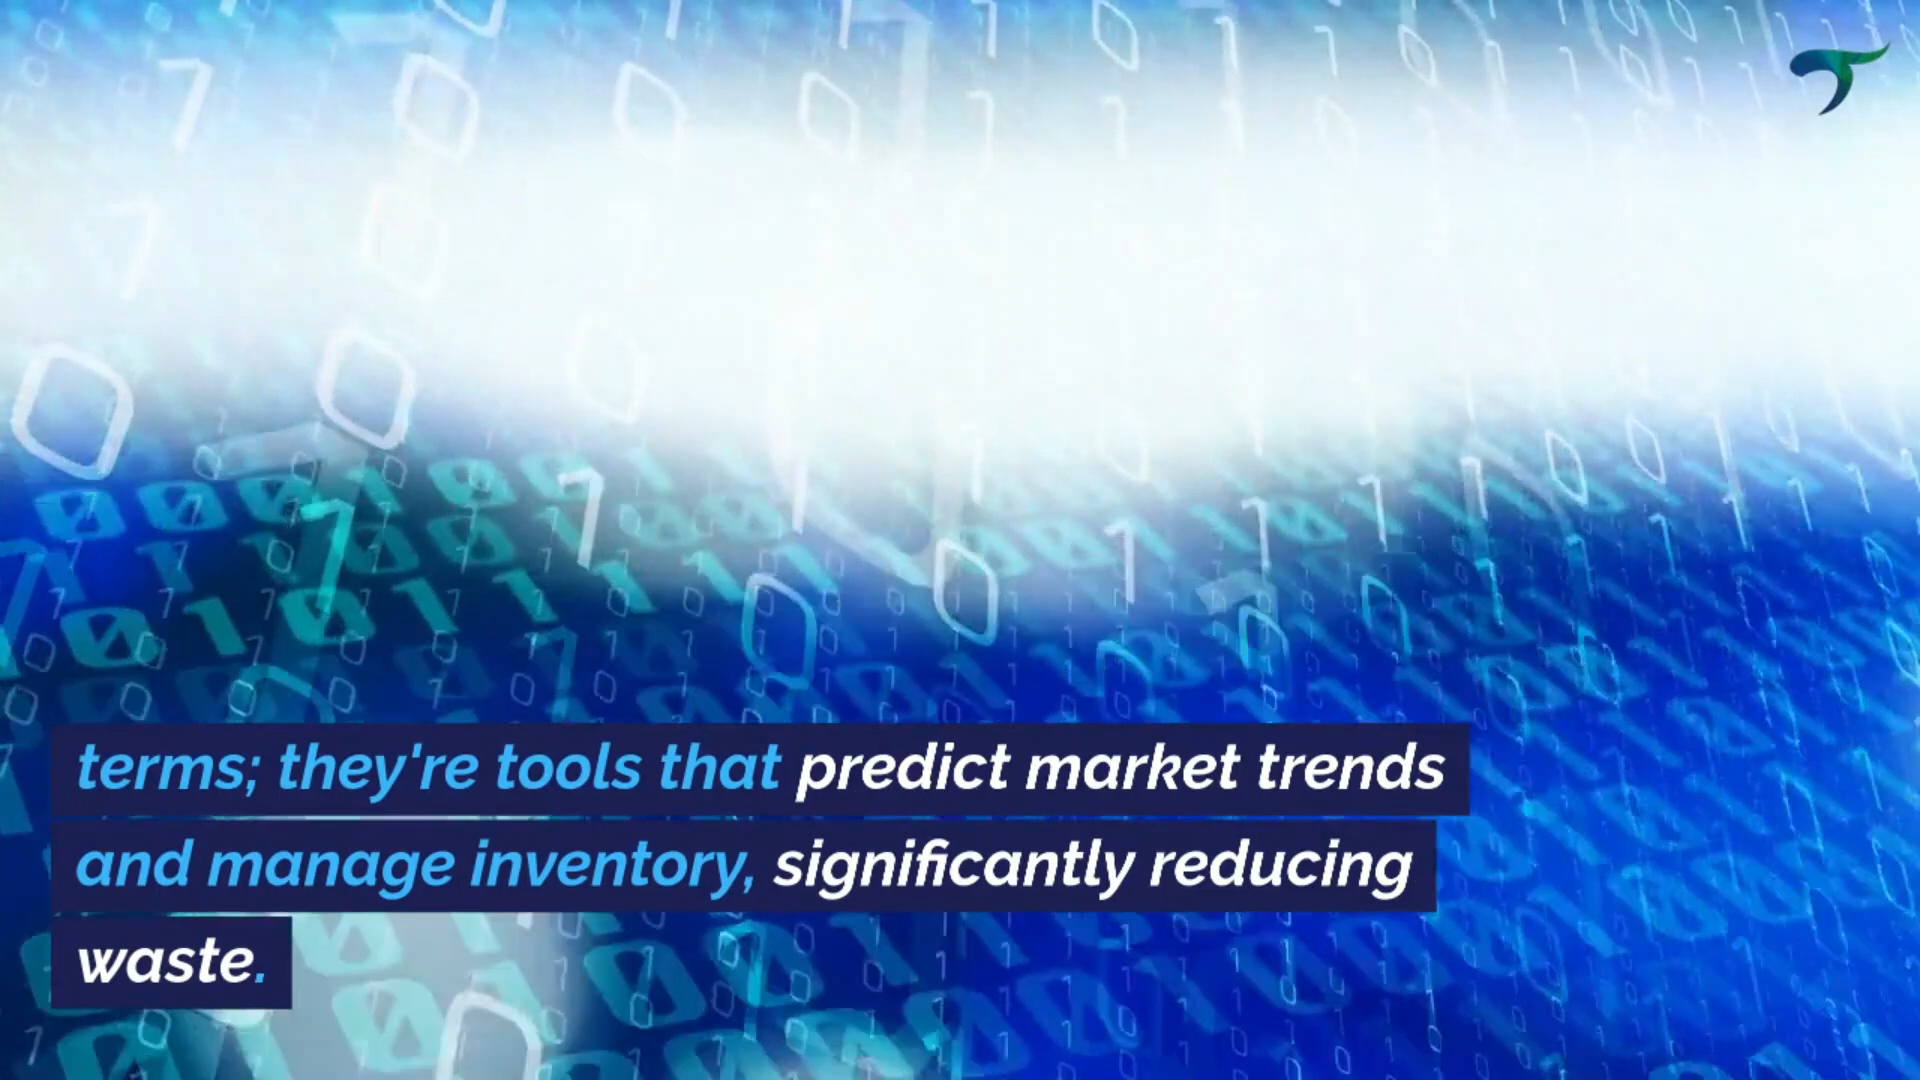 terms; they're tools that predict market trends
and manage inventory, significantly reducing
waste.